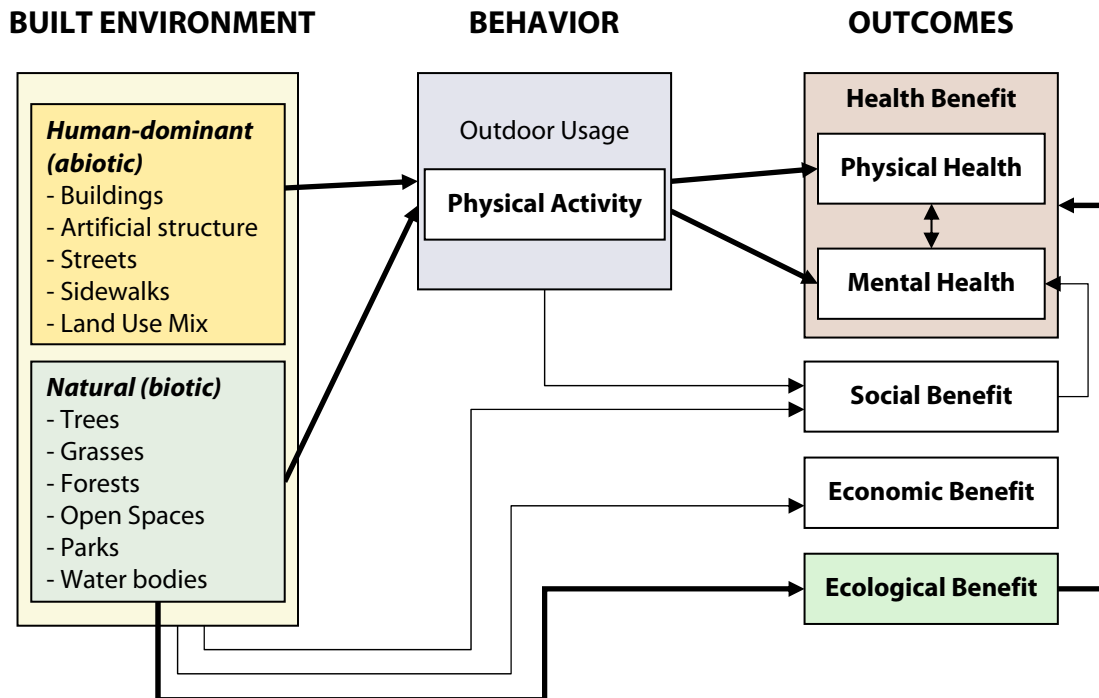 BUILT ENVIRONMENT
BEHAVIOR
OUTCOMES
Human-dominant
(abiotic)
- Buildings
- Artificial structure
- Streets
- Sidewalks
- Land Use Mix
Natural (biotic)
- Trees
- Grasses
- Forests
- Open Spaces
- Parks
- Water bodies
Outdoor Usage
Physical Activity
Health Benefit
Physical Health
Mental Health
Social Benefit
Economic Benefit
Ecological Benefit